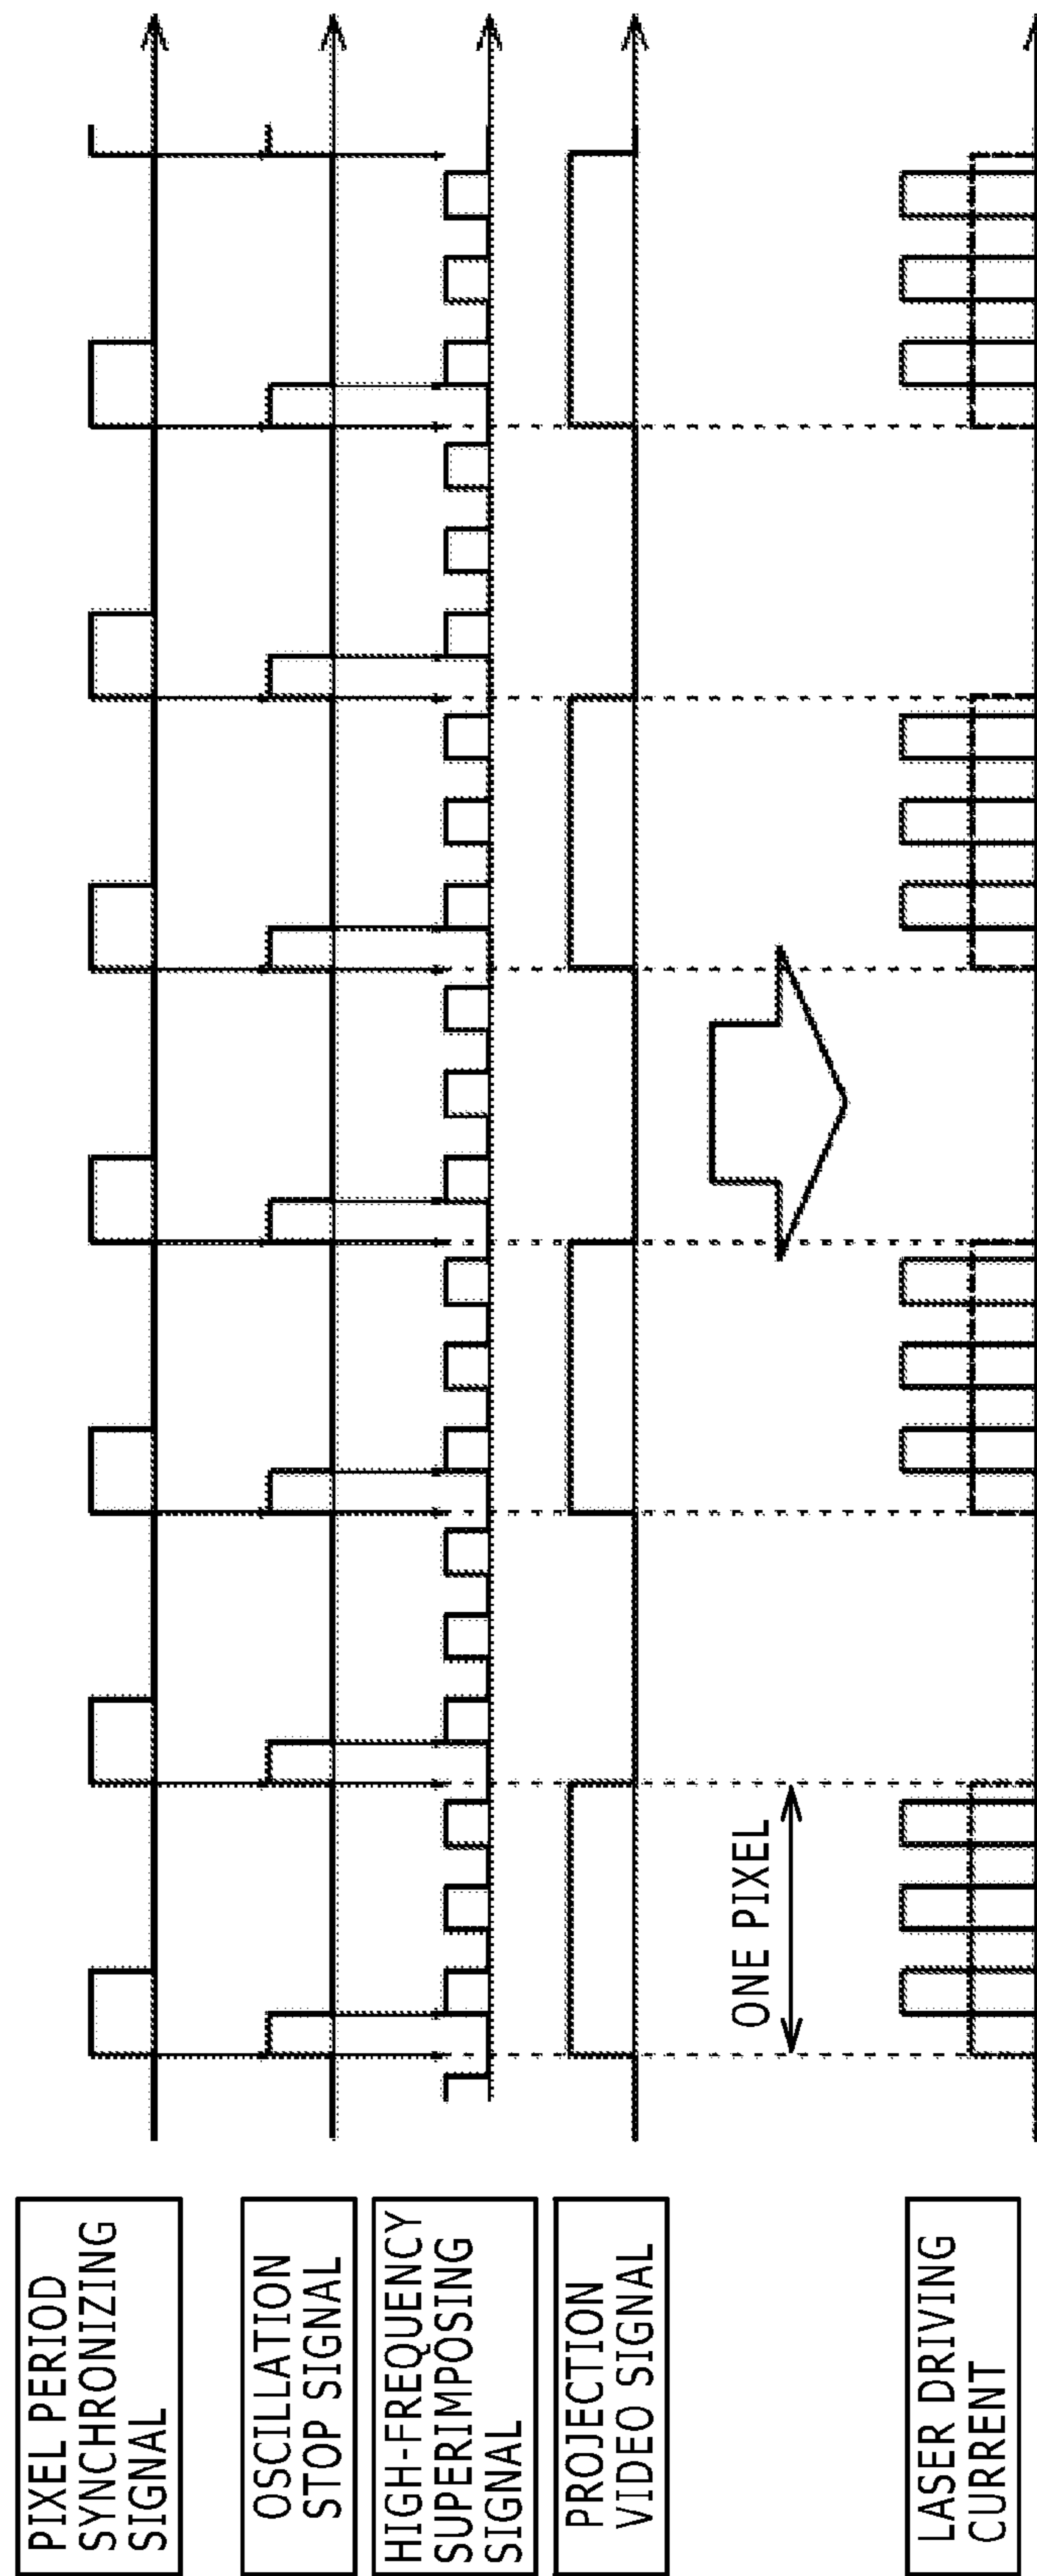 PIXEL PERIOD
SYNCHRONIZING
SIGNAL
OSCILLATION
STOP SIGNAL
HIGH-FREQUENCY
SUPERIMPOSING
SIGNAL
PROJECTION
VIDEO SIGNAL
ONE PIXEL
LASER DRIVING
CURRENT